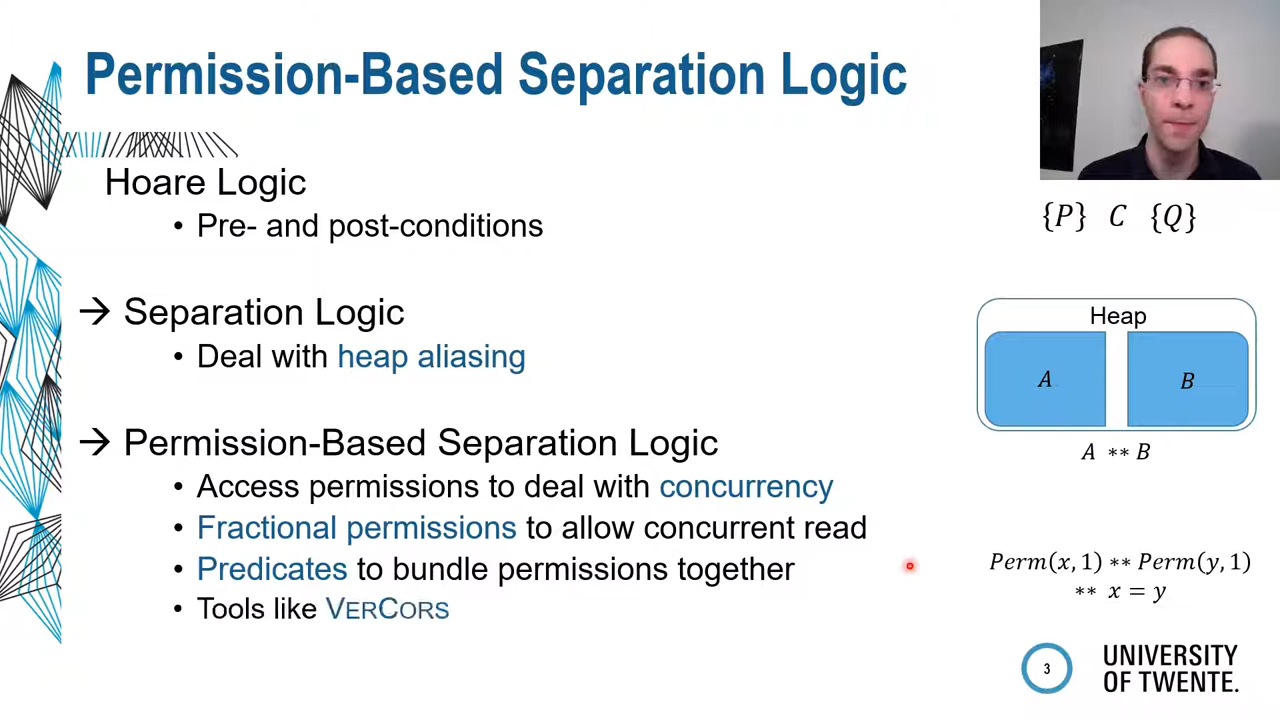 Permission-Based Separation Logic
Hoare Logic
• Pre- and post-conditions
{P} C {Q}
→ Separation Logic
• Deal with heap aliasing
Heap
A
B
A ** B
→ Permission-Based Separation Logic
• Access permissions to deal with concurrency
• Fractional permissions to allow concurrent read
• Predicates to bundle permissions together
• Tools like VERCORS
Perm(x, 1) ** Perm(y, 1)
** x = y
3
UNIVERSITY
OF TWENTE.